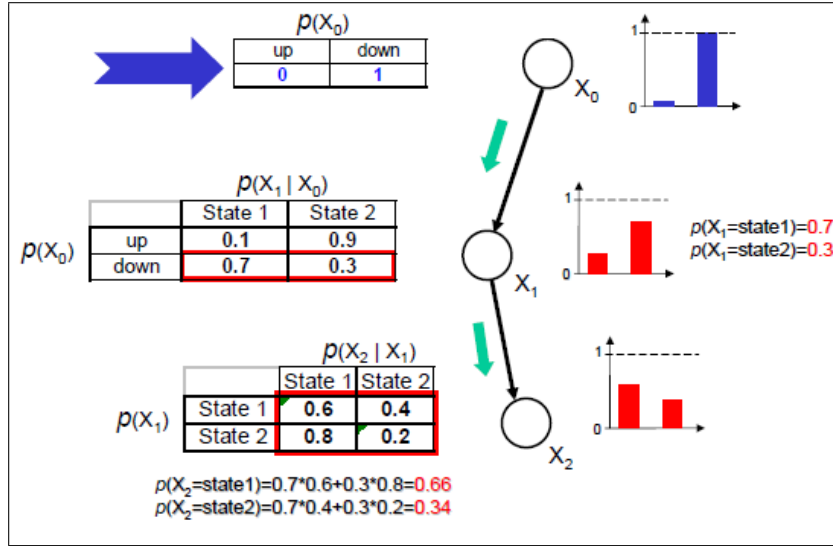 p(X0)
up down
0 1
X0
1
0
p(X1 | X0)
State 1 State 2
p(X0) up 0.1 0.9
down 0.7 0.3
X1
1
0
p(X1=state1)=0.7
p(X1=state2)=0.3
p(X2 | X1)
State 1 State 2
p(X1) State 1 0.6 0.4
State 2 0.8 0.2
X2
1
0
p(X2=state1)=0.7*0.6+0.3*0.8=0.66
p(X2=state2)=0.7*0.4+0.3*0.2=0.34